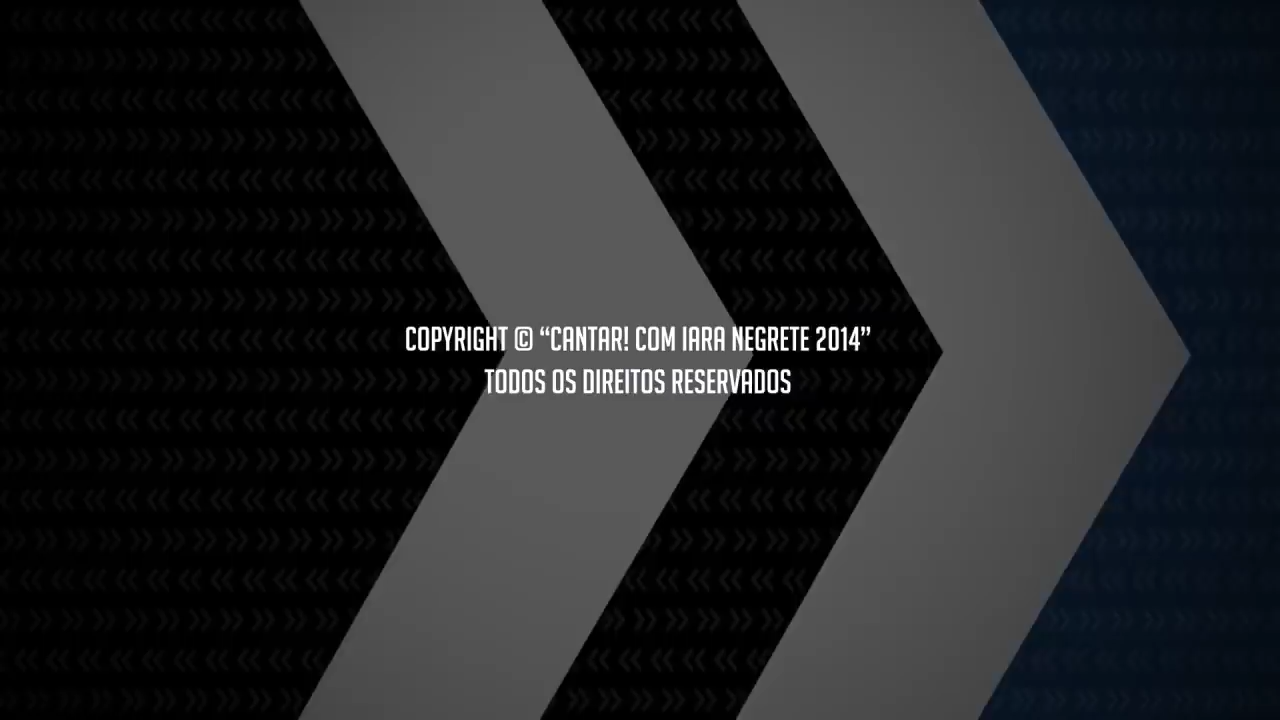 COPYRIGHT © “CANTAR! COM IARA NEGRETE 2014”
TODOS OS DIREITOS RESERVADOS